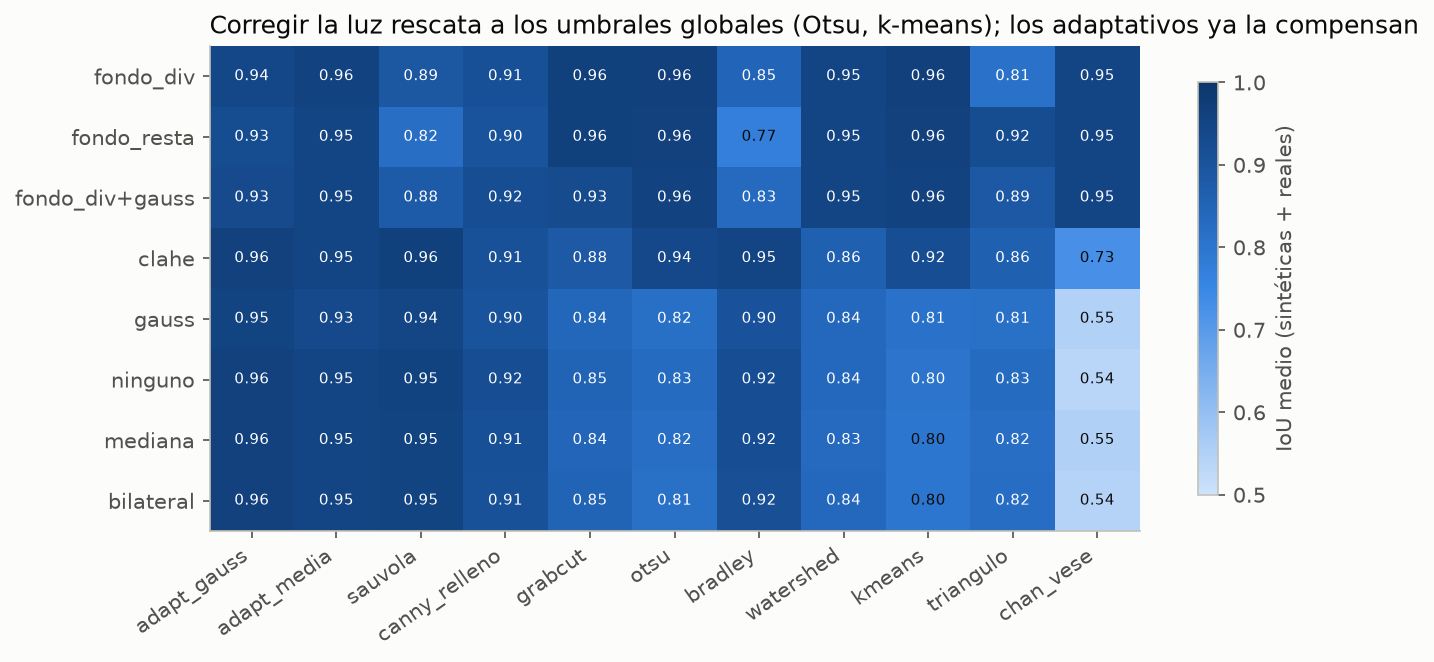 Corregir la luz rescata a los umbrales globales (Otsu, k-means); los adaptativos ya la compensan
fondo_div 0.94 0.96 0.89 0.91 0.96 0.96 0.85 0.95 0.96 0.81 0.95
fondo_resta 0.93 0.95 0.82 0.90 0.96 0.96 0.77 0.95 0.96 0.92 0.95
fondo_div+gauss 0.93 0.95 0.88 0.92 0.93 0.96 0.83 0.95 0.96 0.89 0.95
clahe 0.96 0.95 0.96 0.91 0.88 0.94 0.95 0.86 0.92 0.86 0.73
gauss 0.95 0.93 0.94 0.90 0.84 0.82 0.90 0.84 0.81 0.81 0.55
ninguno 0.96 0.95 0.95 0.92 0.85 0.83 0.92 0.84 0.80 0.83 0.54
mediana 0.96 0.95 0.95 0.91 0.84 0.82 0.92 0.83 0.80 0.82 0.55
bilateral 0.96 0.95 0.95 0.91 0.85 0.81 0.92 0.84 0.80 0.82 0.54
adapt_gauss adapt_media sauvola canny_relleno grabcut otsu bradley watershed kmeans triangulo chan_vese
1.0
0.9
0.8
0.7
0.6
0.5
IoU medio (sintéticas + reales)